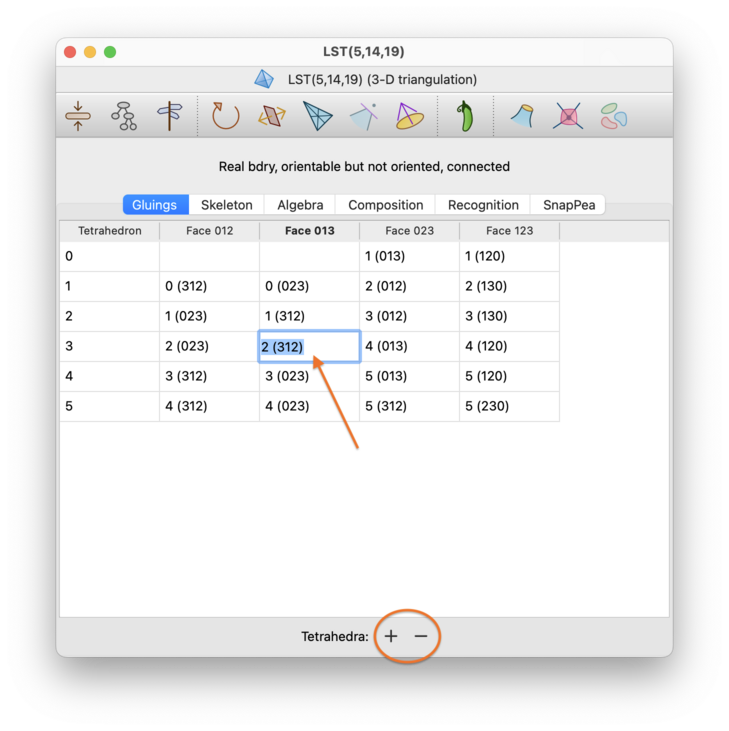 LST(5,14,19)
LST(5,14,19) (3-D triangulation)
Real bdry, orientable but not oriented, connected
Gluings Skeleton Algebra Composition Recognition SnapPea
Tetrahedron Face 012 Face 013 Face 023 Face 123
0 1 (013) 1 (120)
1 0 (312) 0 (023) 2 (012) 2 (130)
2 1 (023) 1 (312) 3 (012) 3 (130)
3 2 (023) 2 (312) 4 (013) 4 (120)
4 3 (312) 3 (023) 5 (013) 5 (120)
5 4 (312) 4 (023) 5 (312) 5 (230)
Tetrahedra: + −